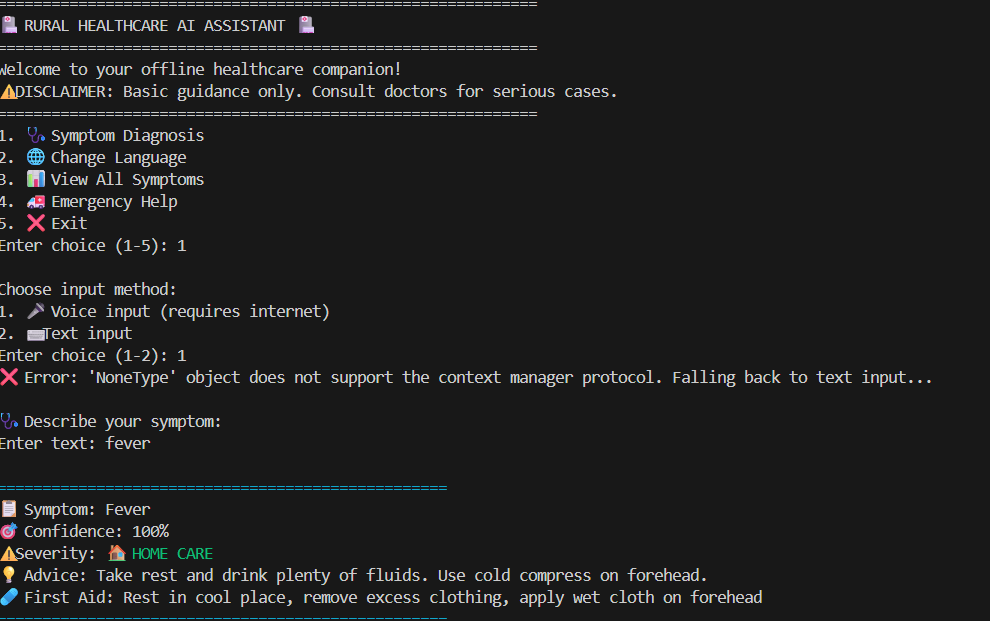 ============================================================
🏥 RURAL HEALTHCARE AI ASSISTANT 🏥
============================================================
Welcome to your offline healthcare companion!
⚠️DISCLAIMER: Basic guidance only. Consult doctors for serious cases.
============================================================
1. 🩺 Symptom Diagnosis
2. 🌐 Change Language
3. 📊 View All Symptoms
4. 🚑 Emergency Help
5. ❌ Exit
Enter choice (1-5): 1
Choose input method:
1. 🎤 Voice input (requires internet)
2. ⌨️Text input
Enter choice (1-2): 1
❌ Error: 'NoneType' object does not support the context manager protocol. Falling back to text input...
🩺 Describe your symptom:
Enter text: fever
==================================================
📋 Symptom: Fever
🎯 Confidence: 100%
⚠️Severity: 🏠 HOME CARE
💡 Advice: Take rest and drink plenty of fluids. Use cold compress on forehead.
🩹 First Aid: Rest in cool place, remove excess clothing, apply wet cloth on forehead
==================================================